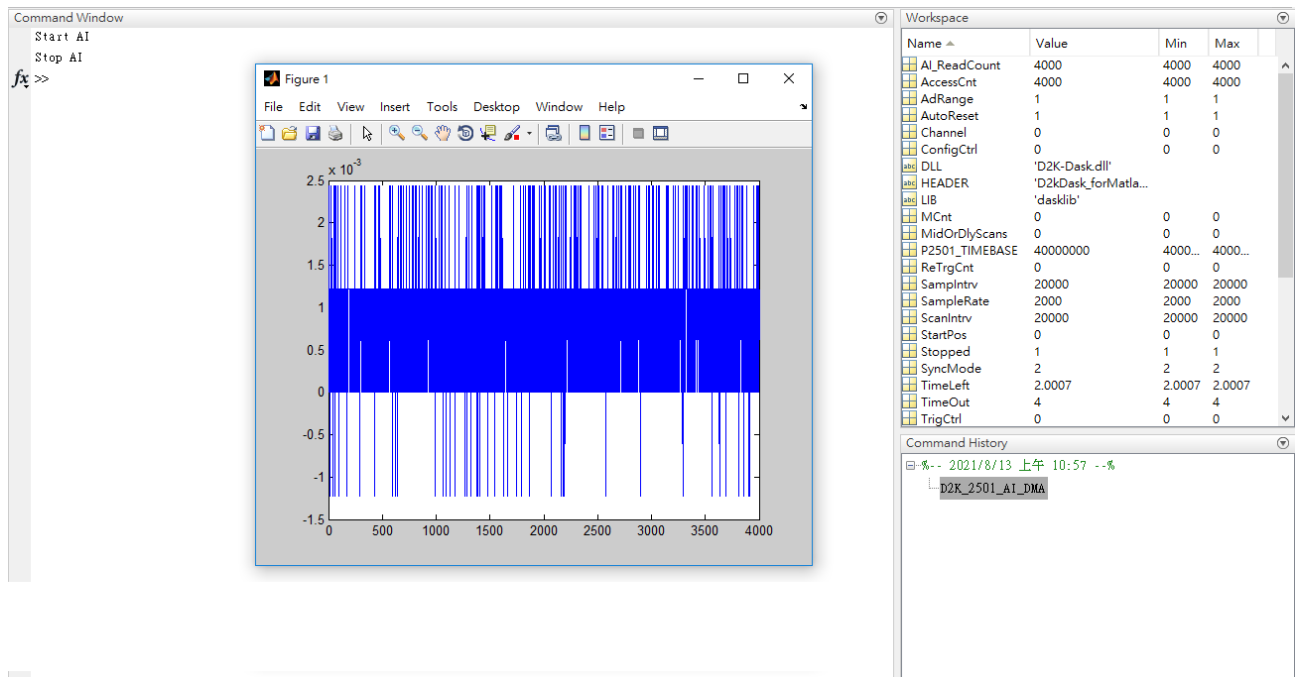 Command Window
Start AI
Stop AI
fx >>
Figure 1
File Edit View Insert Tools Desktop Window Help
x 10^-3
2.5
2
1.5
1
0.5
0
-0.5
-1
-1.5
0 500 1000 1500 2000 2500 3000 3500 4000
Workspace
Name Value Min Max
AI_ReadCount 4000 4000 4000
AccessCnt 4000 4000 4000
AdRange 1 1 1
AutoReset 1 1 1
Channel 0 0 0
ConfigCtrl 0 0 0
abc DLL 'D2K-Dask.dll'
abc HEADER 'D2kDask_forMatla...
abc LIB 'dasklib'
MCnt 0 0 0
MidOrDlyScans 0 0 0
P2501_TIMEBASE 40000000 4000... 4000...
ReTrgCnt 0 0 0
SampIntrv 20000 20000 20000
SampleRate 2000 2000 2000
ScanIntrv 20000 20000 20000
StartPos 0 0 0
Stopped 1 1 1
SyncMode 2 2 2
TimeLeft 2.0007 2.0007 2.0007
TimeOut 4 4 4
TrigCtrl 0 0 0
Command History
%-- 2021/8/13 上午 10:57 --%
D2K_2501_AI_DMA